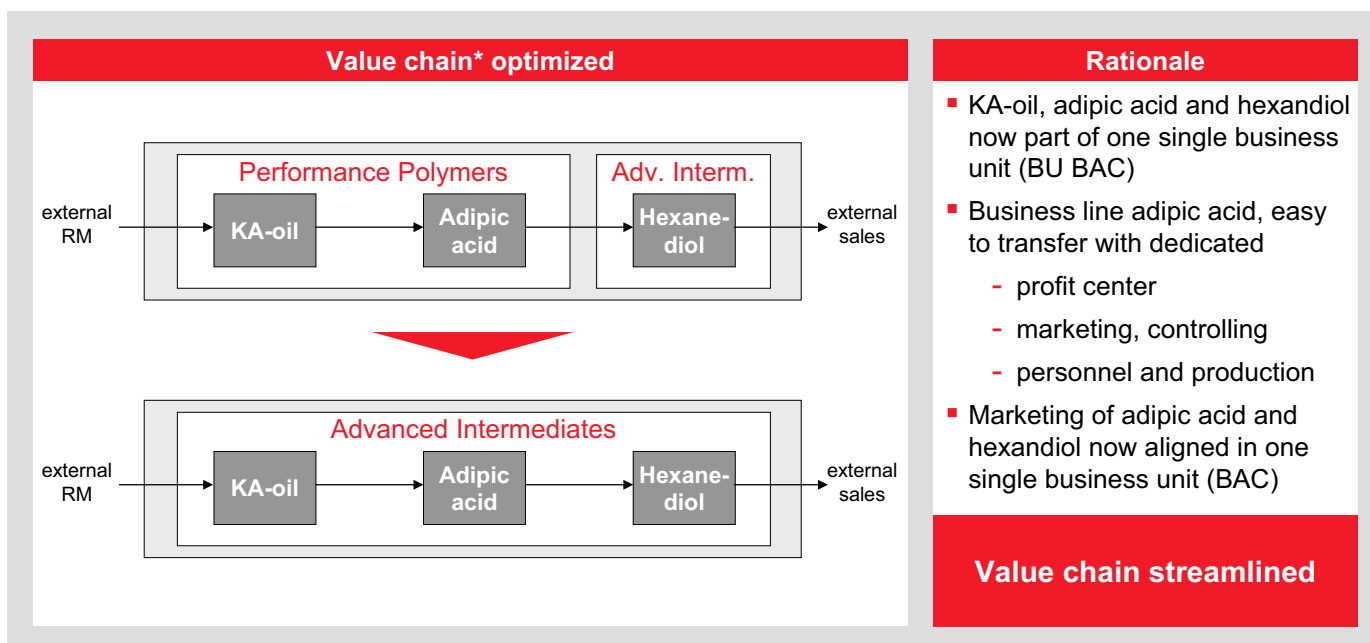 Value chain* optimized
Performance Polymers
Adv. Interm.
external
RM
KA-oil
Adipic
acid
Hexane-
diol
external
sales
Advanced Intermediates
external
RM
KA-oil
Adipic
acid
Hexane-
diol
external
sales
Rationale
▪ KA-oil, adipic acid and hexandiol
now part of one single business
unit (BU BAC)
▪ Business line adipic acid, easy
to transfer with dedicated
- profit center
- marketing, controlling
- personnel and production
▪ Marketing of adipic acid and
hexandiol now aligned in one
single business unit (BAC)
Value chain streamlined